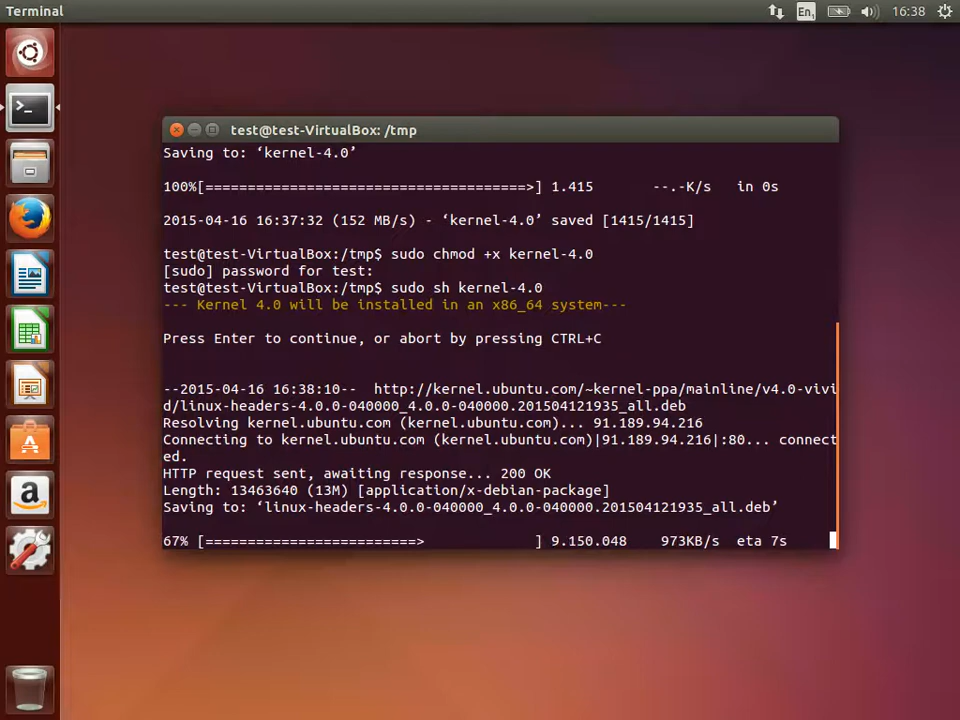 Terminal
En1
16:38
test@test-VirtualBox: /tmp
Saving to: ‘kernel-4.0’
100%[======================================>] 1.415       --.-K/s   in 0s
2015-04-16 16:37:32 (152 MB/s) - ‘kernel-4.0’ saved [1415/1415]
test@test-VirtualBox:/tmp$ sudo chmod +x kernel-4.0
[sudo] password for test:
test@test-VirtualBox:/tmp$ sudo sh kernel-4.0
--- Kernel 4.0 will be installed in an x86_64 system---
Press Enter to continue, or abort by pressing CTRL+C
--2015-04-16 16:38:10--  http://kernel.ubuntu.com/~kernel-ppa/mainline/v4.0-vivi
d/linux-headers-4.0.0-040000_4.0.0-040000.201504121935_all.deb
Resolving kernel.ubuntu.com (kernel.ubuntu.com)... 91.189.94.216
Connecting to kernel.ubuntu.com (kernel.ubuntu.com)|91.189.94.216|:80... connect
ed.
HTTP request sent, awaiting response... 200 OK
Length: 13463640 (13M) [application/x-debian-package]
Saving to: ‘linux-headers-4.0.0-040000_4.0.0-040000.201504121935_all.deb’
67% [=========================>             ] 9.150.048    973KB/s  eta 7s